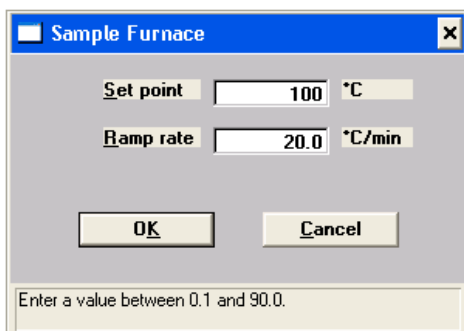 Sample Furnace
Set point 100 °C
Ramp rate 20.0 °C/min
OK Cancel
Enter a value between 0.1 and 90.0.